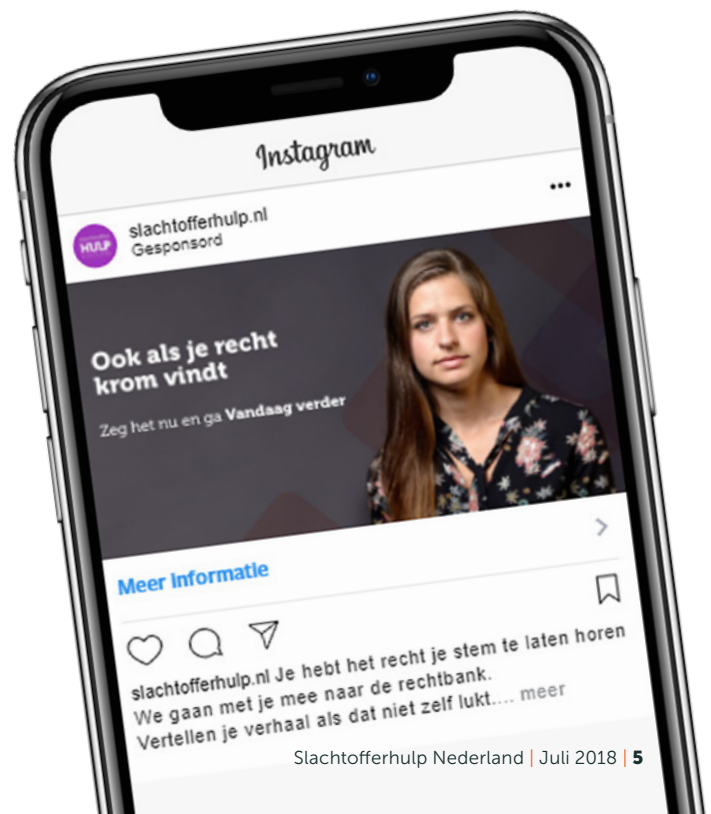 Instagram
slachtofferhulp.nl
Gesponsord
HULP
Ook als je recht
krom vindt
Zeg het nu en ga Vandaag verder
Meer informatie
slachtofferhulp.nl Je hebt het recht je stem te laten horen
We gaan met je mee naar de rechtbank.
Vertellen je verhaal als dat niet zelf lukt.... meer
Slachtofferhulp Nederland | Juli 2018 | 5